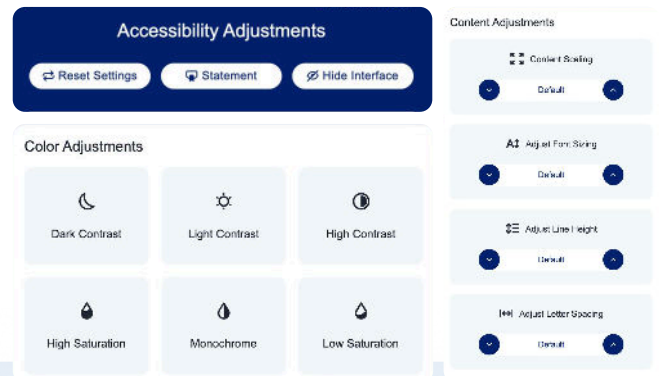 Accessibility Adjustments
Reset Settings
Statement
Hide Interface
Color Adjustments
Dark Contrast
Light Contrast
High Contrast
High Saturation
Monochrome
Low Saturation
Content Adjustments
Content Scaling
Default
Adjust Font Sizing
Default
Adjust Line Height
Default
Adjust Letter Spacing
Default